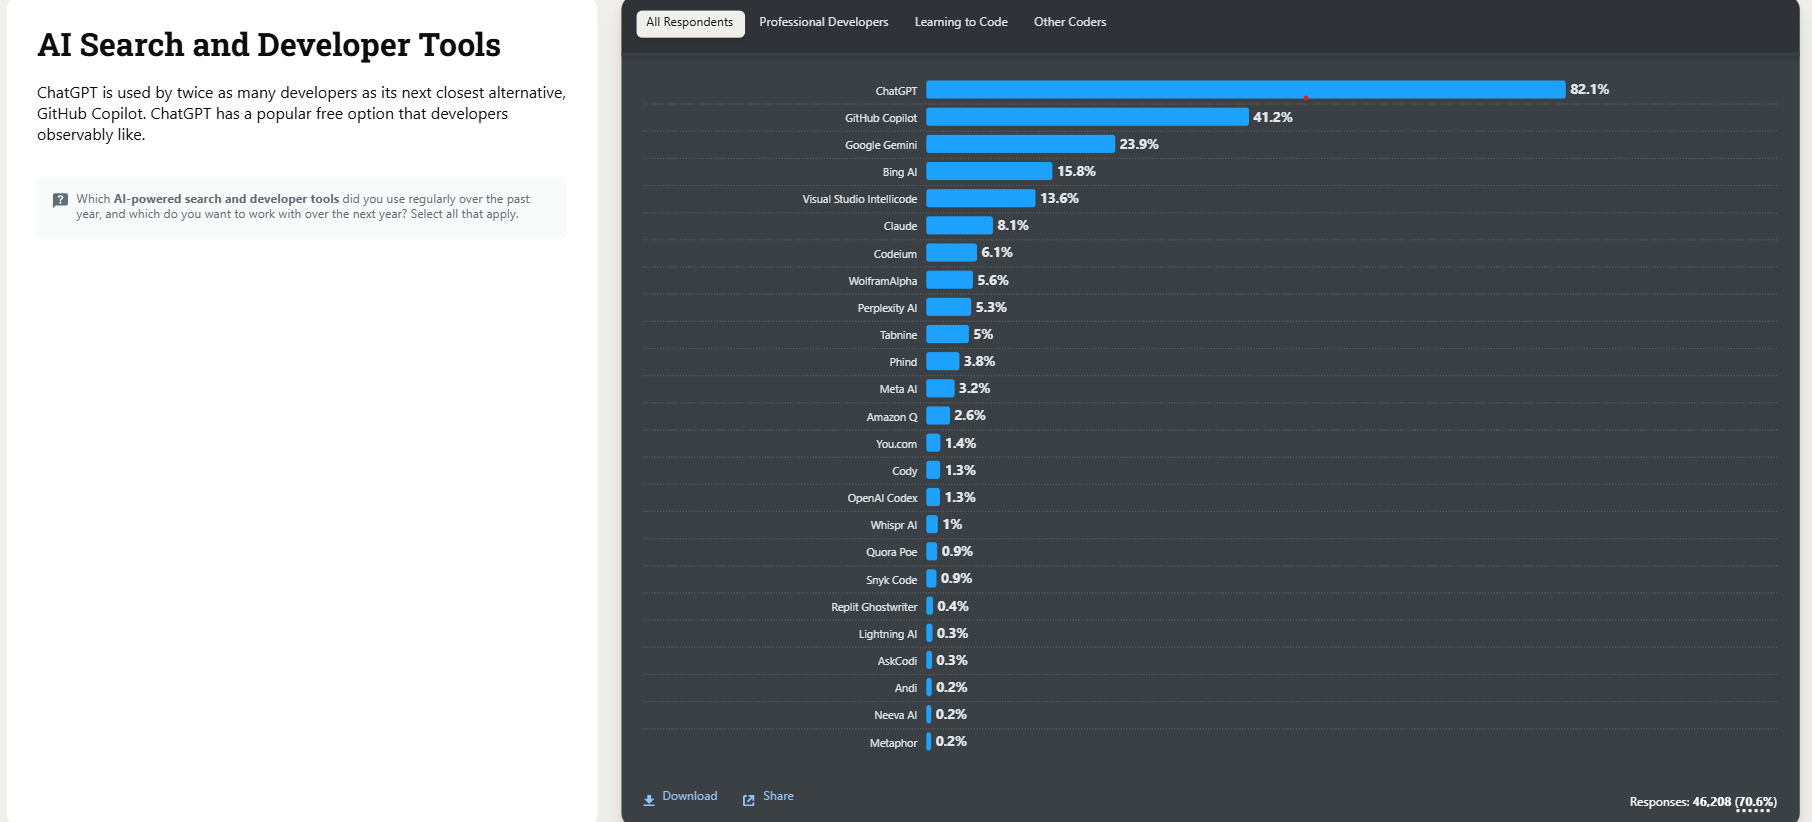 AI Search and Developer Tools
ChatGPT is used by twice as many developers as its next closest alternative,
GitHub Copilot. ChatGPT has a popular free option that developers
observably like.
Which AI-powered search and developer tools did you use regularly over the past
year, and which do you want to work with over the next year? Select all that apply.
All Respondents Professional Developers Learning to Code Other Coders
ChatGPT 82.1%
GitHub Copilot 41.2%
Google Gemini 23.9%
Bing AI 15.8%
Visual Studio Intellicode 13.6%
Claude 8.1%
Codeium 6.1%
WolframAlpha 5.6%
Perplexity AI 5.3%
Tabnine 5%
Phind 3.8%
Meta AI 3.2%
Amazon Q 2.6%
You.com 1.4%
Cody 1.3%
OpenAI Codex 1.3%
Whispr AI 1%
Quora Poe 0.9%
Snyk Code 0.9%
Replit Ghostwriter 0.4%
Lightning AI 0.3%
AskCodi 0.3%
Andi 0.2%
Neeva AI 0.2%
Metaphor 0.2%
Download Share
Responses: 46,208 (70.6%)